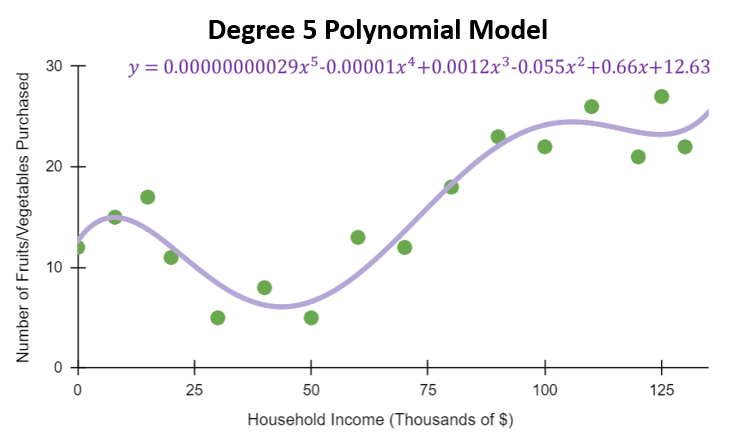 Degree 5 Polynomial Model
y = 0.00000000029x⁵-0.00001x⁴+0.0012x³-0.055x²+0.66x+12.63
Number of Fruits/Vegetables Purchased
30
20
10
0
0 25 50 75 100 125
Household Income (Thousands of $)